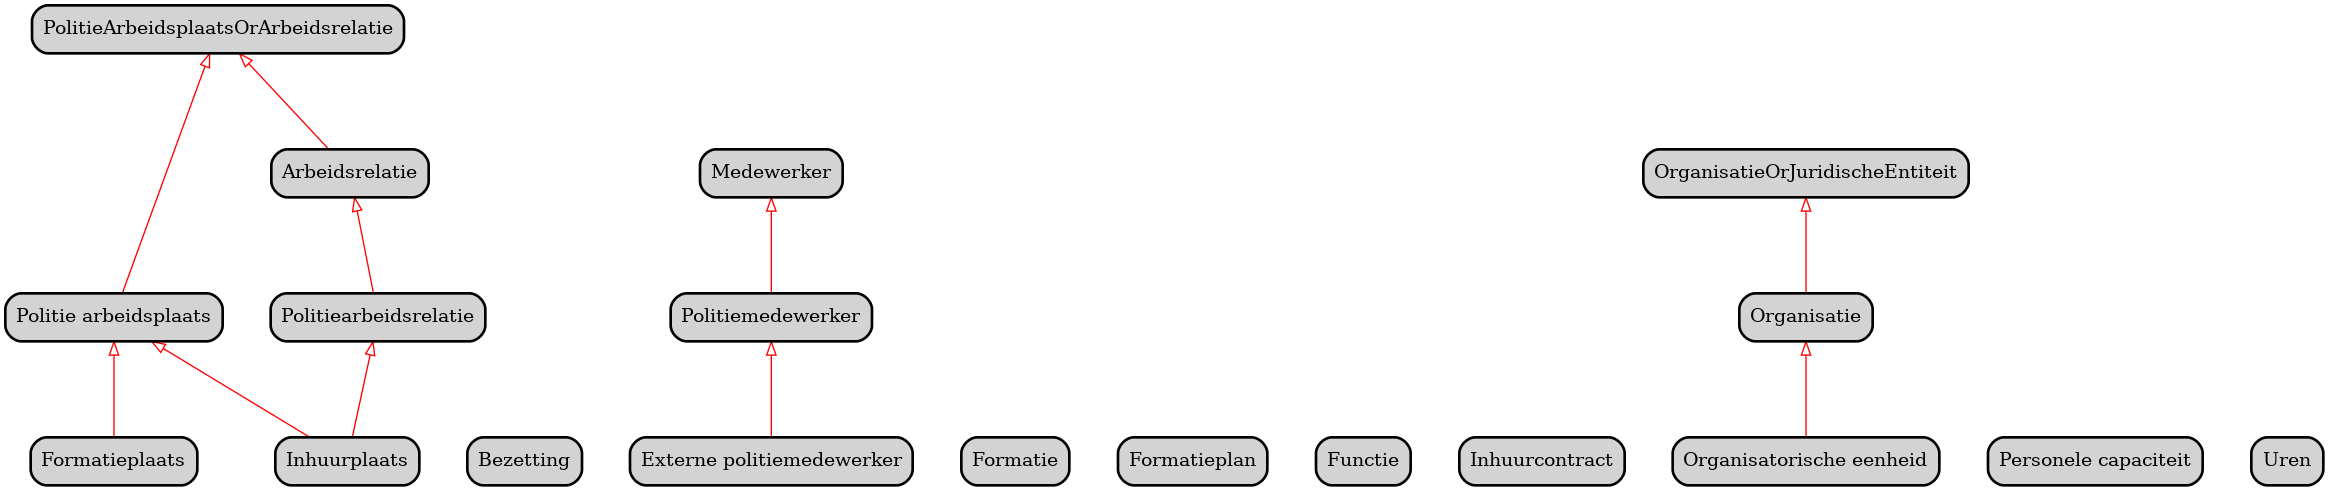 PolitieArbeidsplaatsOrArbeidsrelatie
Arbeidsrelatie
Medewerker
OrganisatieOrJuridischeEntiteit
Politie arbeidsplaats
Politiearbeidsrelatie
Politiemedewerker
Organisatie
Formatieplaats
Inhuurplaats
Bezetting
Externe politiemedewerker
Formatie
Formatieplan
Functie
Inhuurcontract
Organisatorische eenheid
Personele capaciteit
Uren